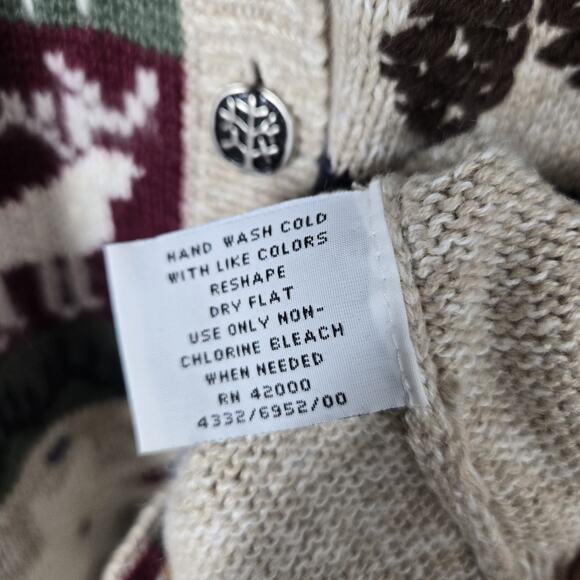 HAND WASH COLD
WITH LIKE COLORS
RESHAPE
DRY FLAT
USE ONLY NON-
CHLORINE BLEACH
WHEN NEEDED
RN 42000
4332/6952/00